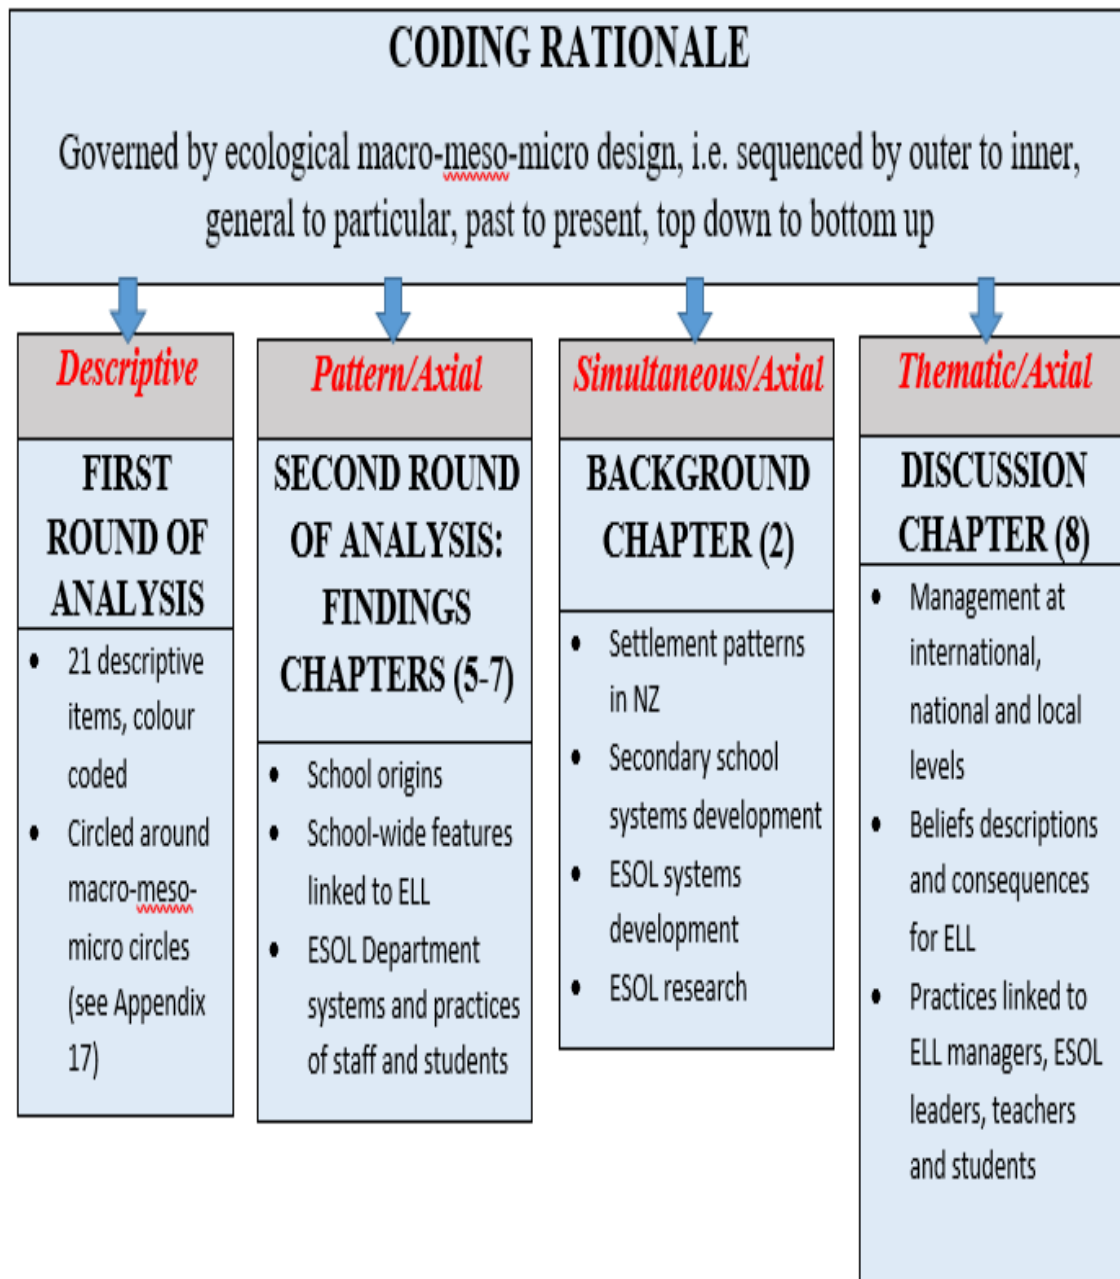 CODING RATIONALE
Governed by ecological macro-meso-micro design, i.e. sequenced by outer to inner,
general to particular, past to present, top down to bottom up
Descriptive
FIRST
ROUND OF
ANALYSIS
• 21 descriptive
items, colour
coded
• Circled around
macro-meso-
micro circles
(see Appendix
17)
Pattern/Axial
SECOND ROUND
OF ANALYSIS:
FINDINGS
CHAPTERS (5-7)
• School origins
• School-wide features
linked to ELL
• ESOL Department
systems and practices
of staff and students
Simultaneous/Axial
BACKGROUND
CHAPTER (2)
• Settlement patterns
in NZ
• Secondary school
systems development
• ESOL systems
development
• ESOL research
Thematic/Axial
DISCUSSION
CHAPTER (8)
• Management at
international,
national and local
levels
• Beliefs descriptions
and consequences
for ELL
• Practices linked to
ELL managers, ESOL
leaders, teachers
and students